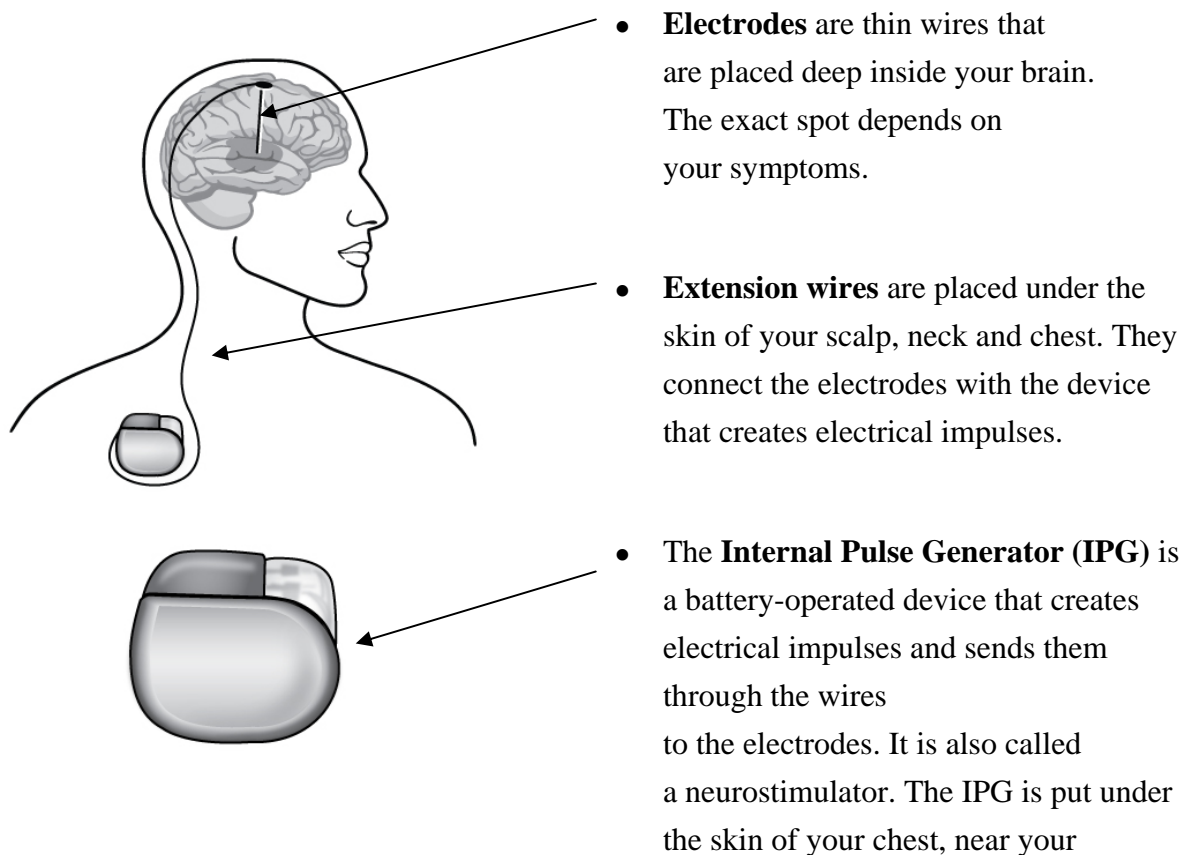 ● Electrodes are thin wires that
are placed deep inside your brain.
The exact spot depends on
your symptoms.
● Extension wires are placed under the
skin of your scalp, neck and chest. They
connect the electrodes with the device
that creates electrical impulses.
● The Internal Pulse Generator (IPG) is
a battery-operated device that creates
electrical impulses and sends them
through the wires
to the electrodes. It is also called
a neurostimulator. The IPG is put under
the skin of your chest, near your